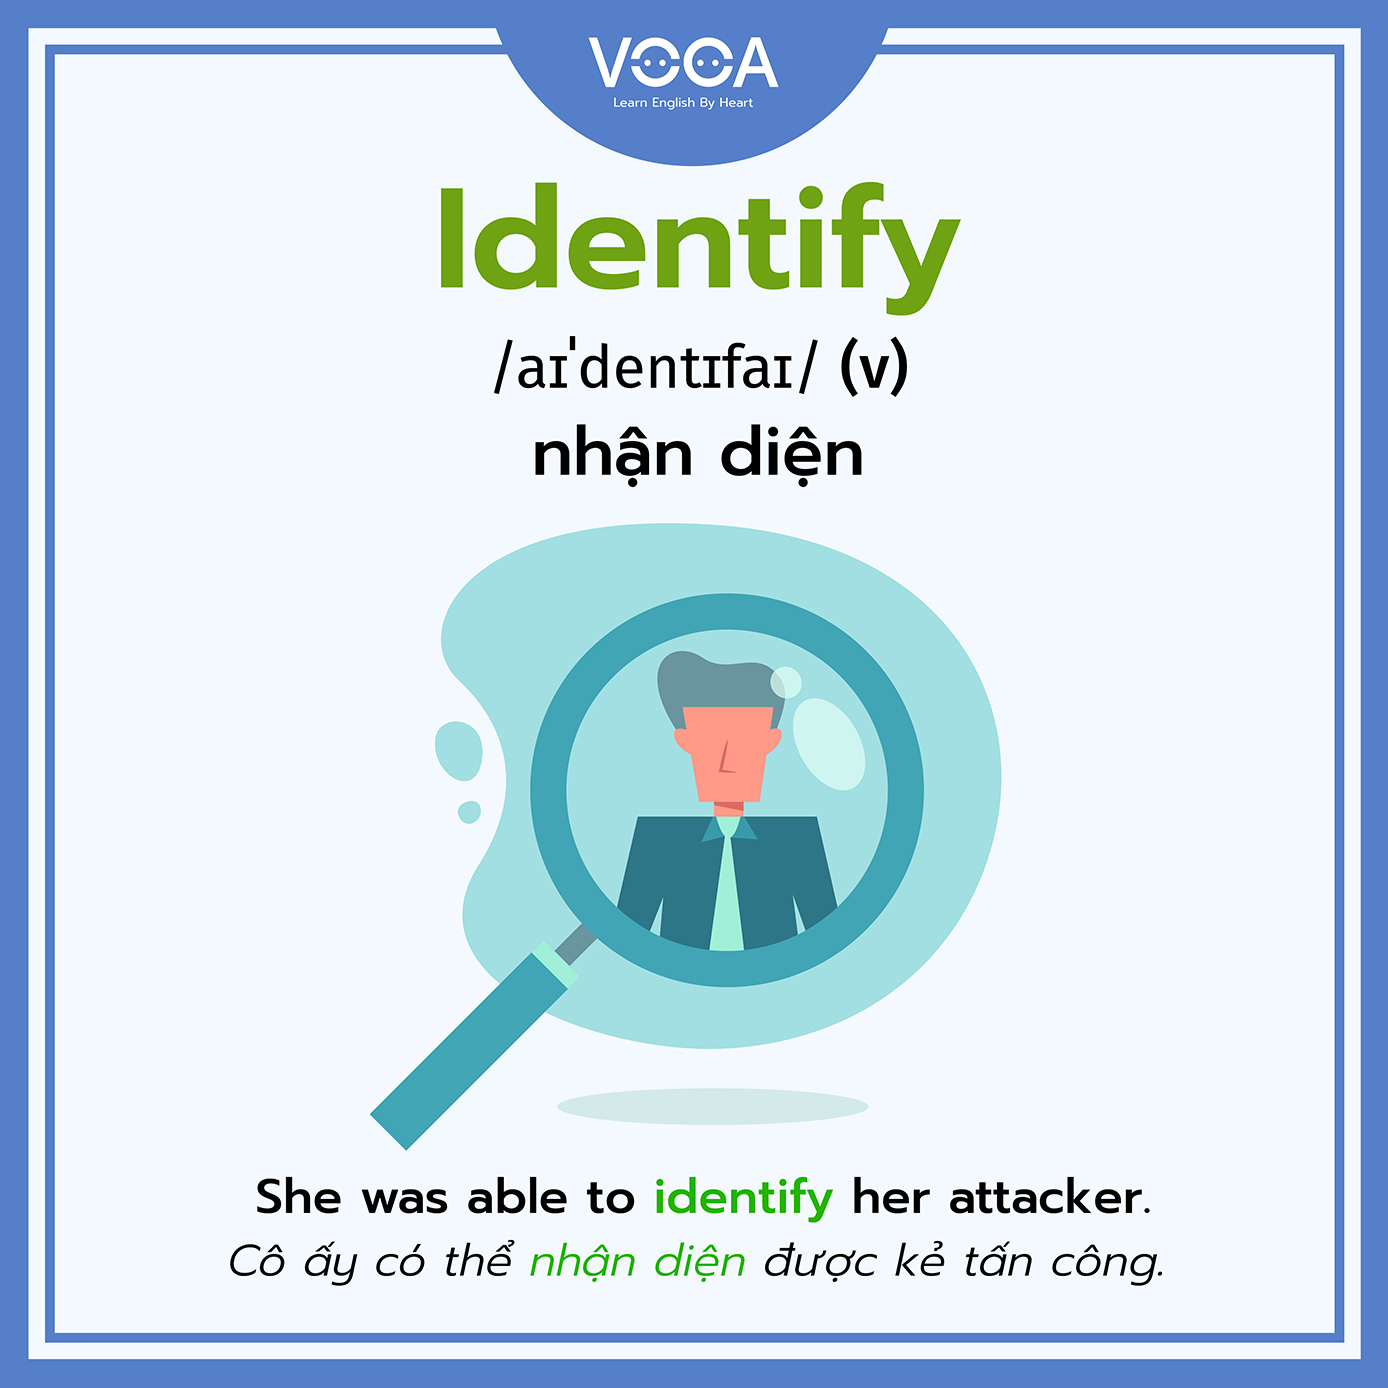 VOCA
Learn English By Heart
Identify
/aɪˈdentɪfaɪ/ (v)
nhận diện
She was able to identify her attacker.
Cô ấy có thể nhận diện được kẻ tấn công.